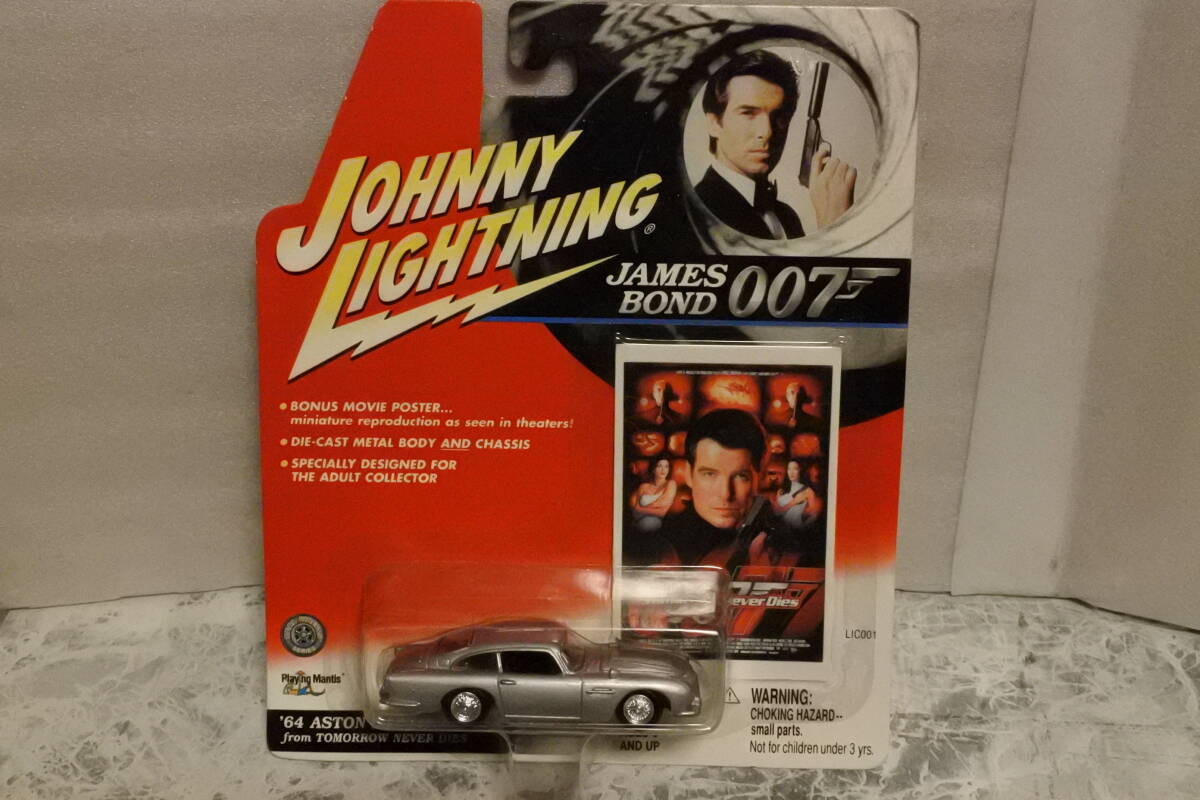 JOHNNY
LIGHTNING®
JAMES
BOND 007
• BONUS MOVIE POSTER...
miniature reproduction as seen in theaters!
• DIE-CAST METAL BODY AND CHASSIS
• SPECIALLY DESIGNED FOR
THE ADULT COLLECTOR
ever Dies
LIC001
SERIES
Playing Mantis
'64 ASTON
from TOMORROW NEVER DIES
AND UP
WARNING:
CHOKING HAZARD--
small parts.
Not for children under 3 yrs.